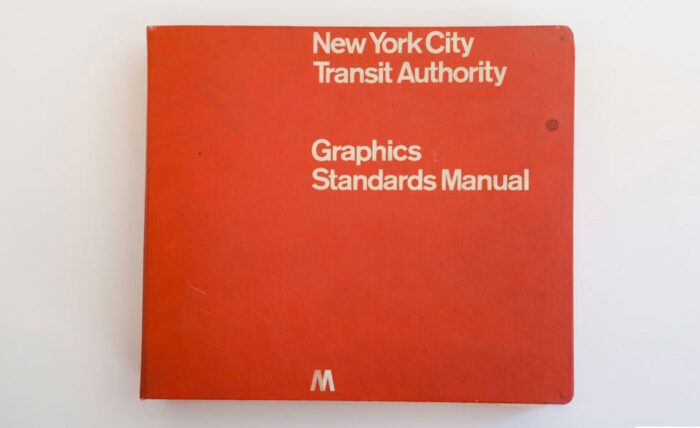 New York City
Transit Authority
Graphics
Standards Manual
M